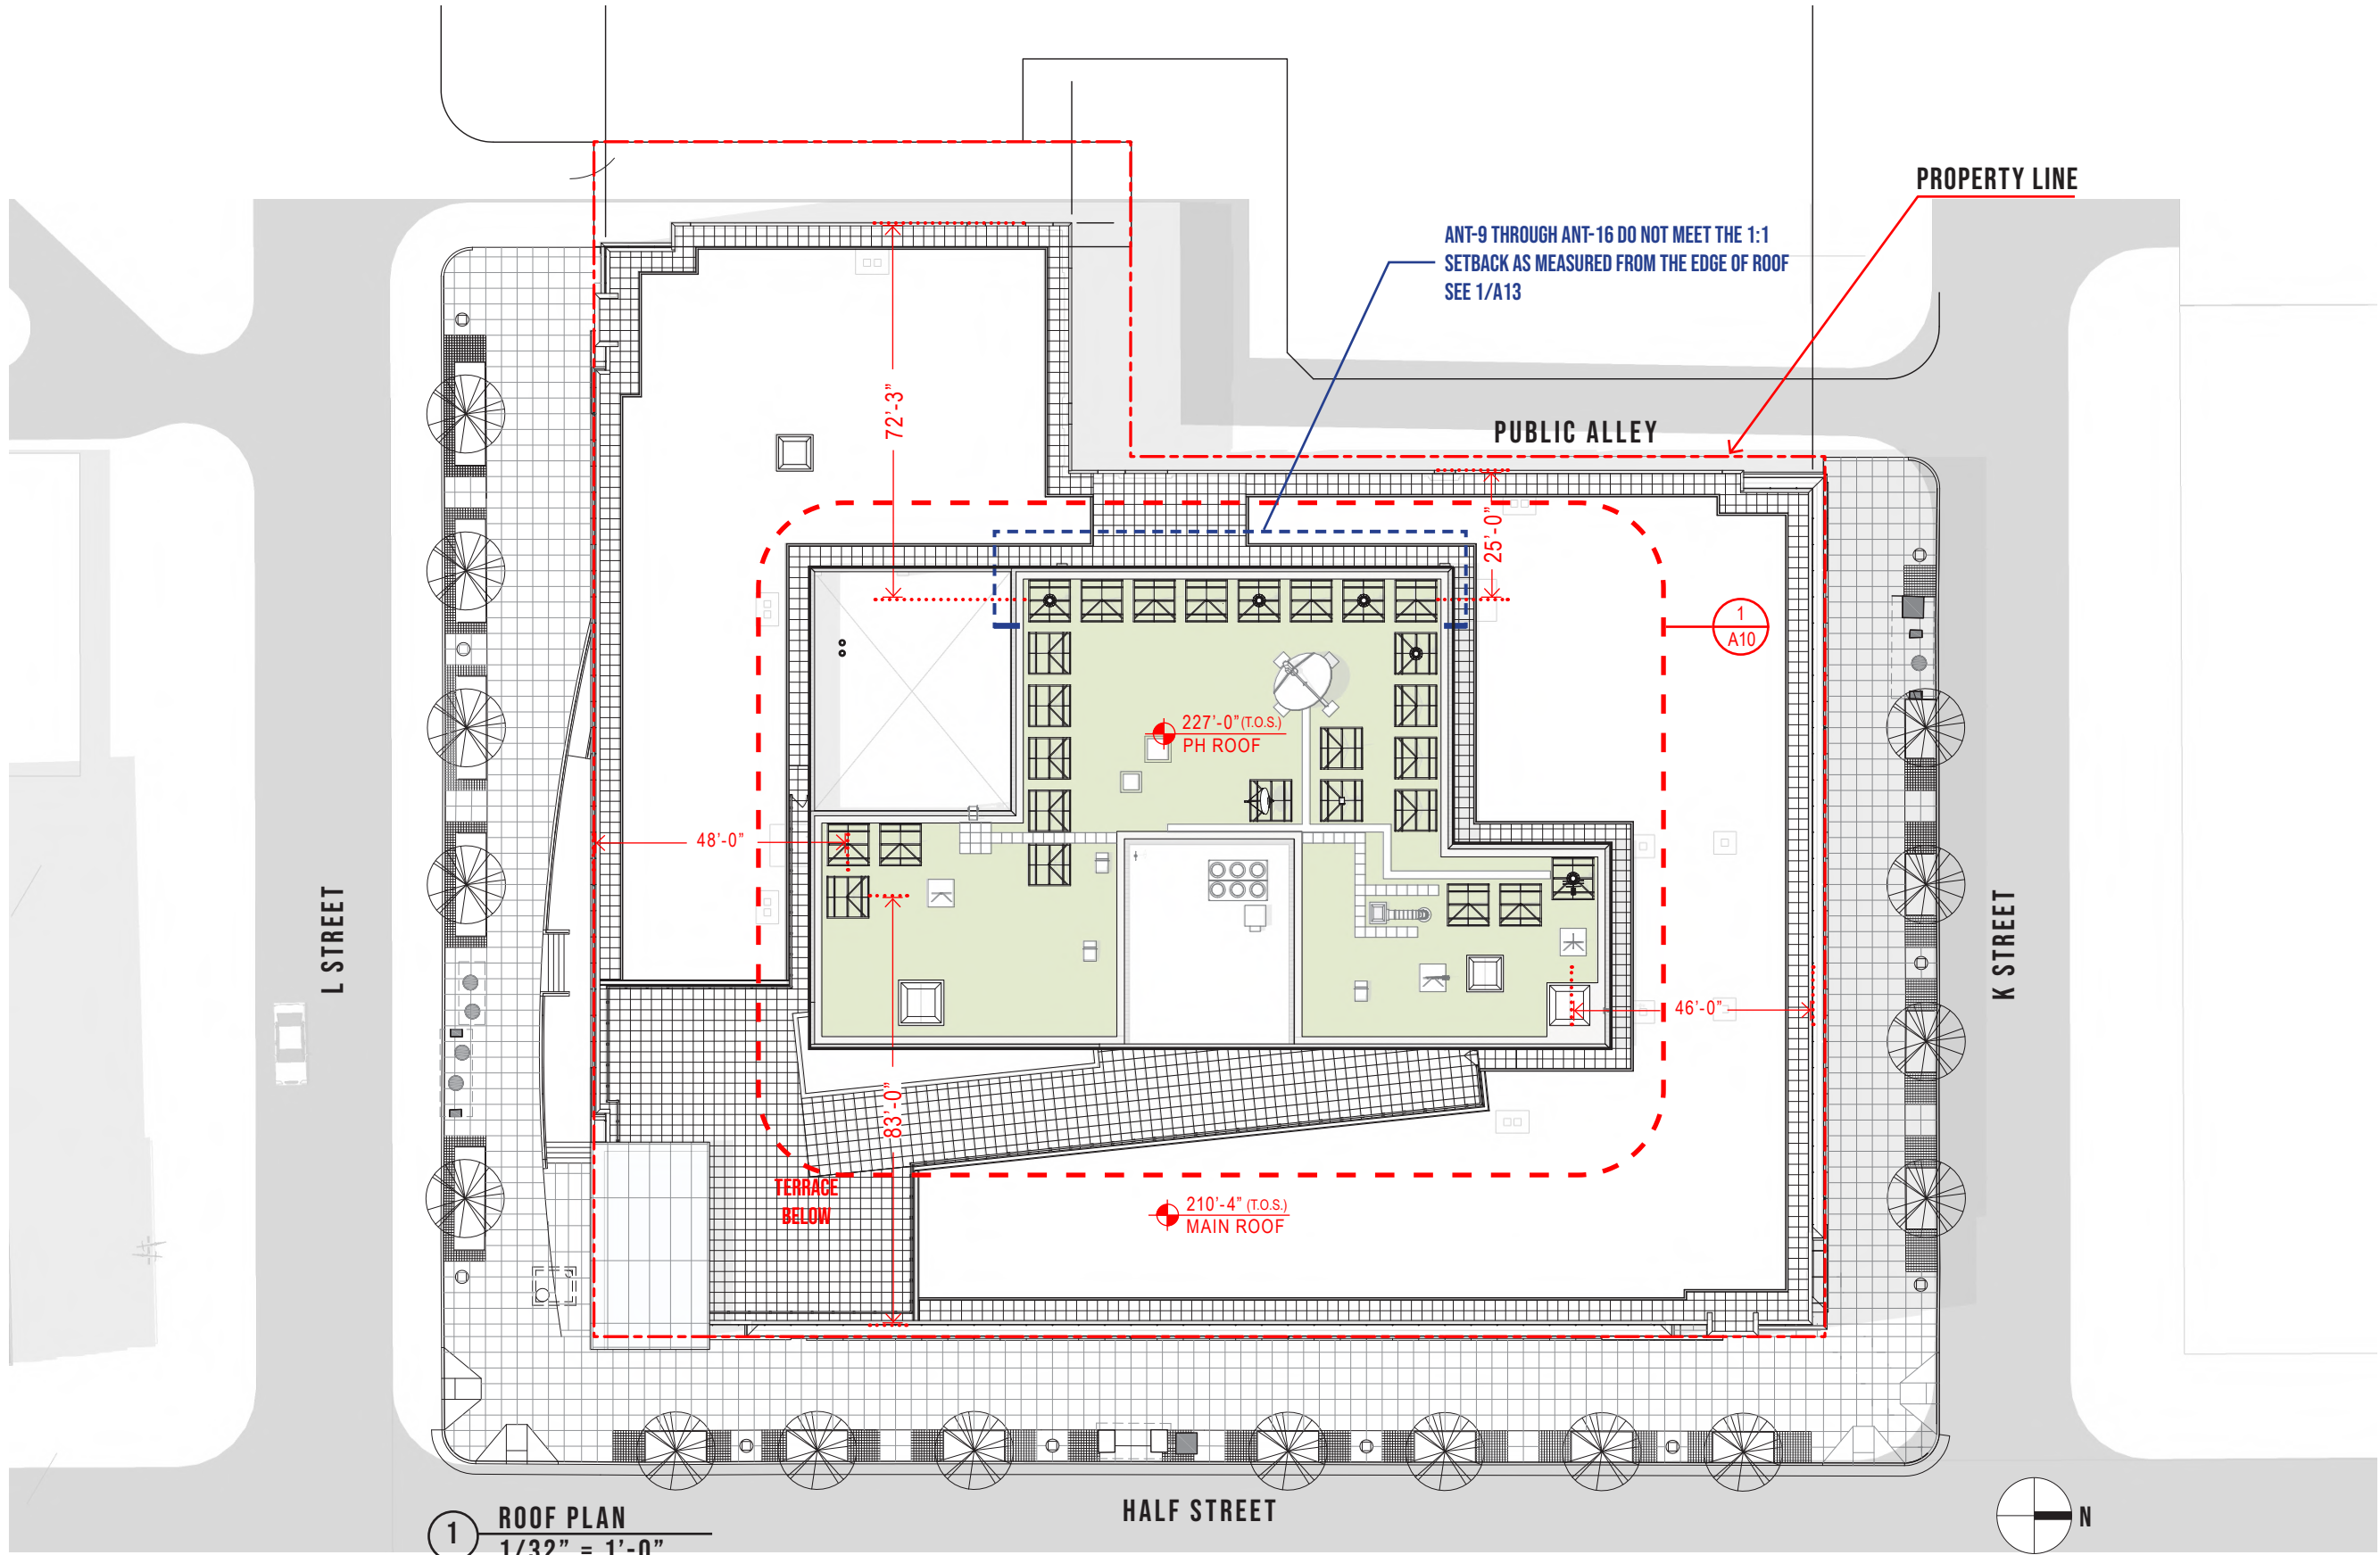 PROPERTY LINE
ANT-9 THROUGH ANT-16 DO NOT MEET THE 1:1
SETBACK AS MEASURED FROM THE EDGE OF ROOF
SEE 1/A13
PUBLIC ALLEY
72'-3"
25'-0"
1
A10
227'-0" (T.O.S.)
PH ROOF
48'-0"
L STREET
K STREET
46'-0"
83'-0"
TERRACE
BELOW
210'-4" (T.O.S.)
MAIN ROOF
HALF STREET
N
1
ROOF PLAN
1/32" = 1'-0"